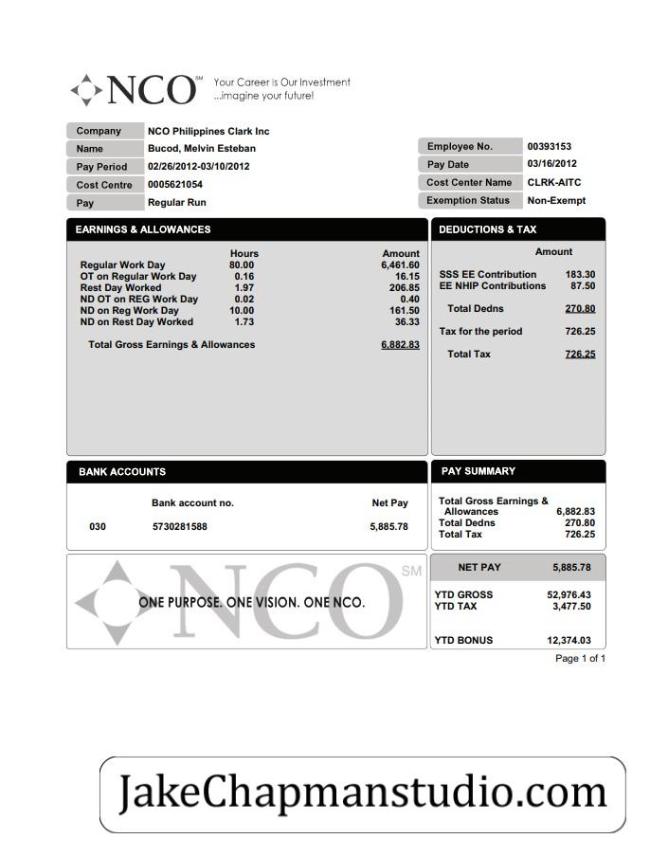 NCO℠ Your Career is Our Investment
...imagine your future!
Company NCO Philippines Clark Inc
Name Bucod, Melvin Esteban
Pay Period 02/26/2012-03/10/2012
Cost Centre 0005621054
Pay Regular Run
Employee No. 00393153
Pay Date 03/16/2012
Cost Center Name CLRK-AITC
Exemption Status Non-Exempt
EARNINGS & ALLOWANCES
Hours Amount
Regular Work Day 80.00 6,461.60
OT on Regular Work Day 0.16 16.15
Rest Day Worked 1.97 206.85
ND OT on REG Work Day 0.02 0.40
ND on Reg Work Day 10.00 161.50
ND on Rest Day Worked 1.73 36.33
Total Gross Earnings & Allowances 6,882.83
DEDUCTIONS & TAX
Amount
SSS EE Contribution 183.30
EE NHIP Contributions 87.50
Total Dedns 270.80
Tax for the period 726.25
Total Tax 726.25
BANK ACCOUNTS
Bank account no. Net Pay
030 5730281588 5,885.78
PAY SUMMARY
Total Gross Earnings &
Allowances 6,882.83
Total Dedns 270.80
Total Tax 726.25
NCO SM
ONE PURPOSE. ONE VISION. ONE NCO.
NET PAY 5,885.78
YTD GROSS 52,976.43
YTD TAX 3,477.50
YTD BONUS 12,374.03
Page 1 of 1
JakeChapmanstudio.com